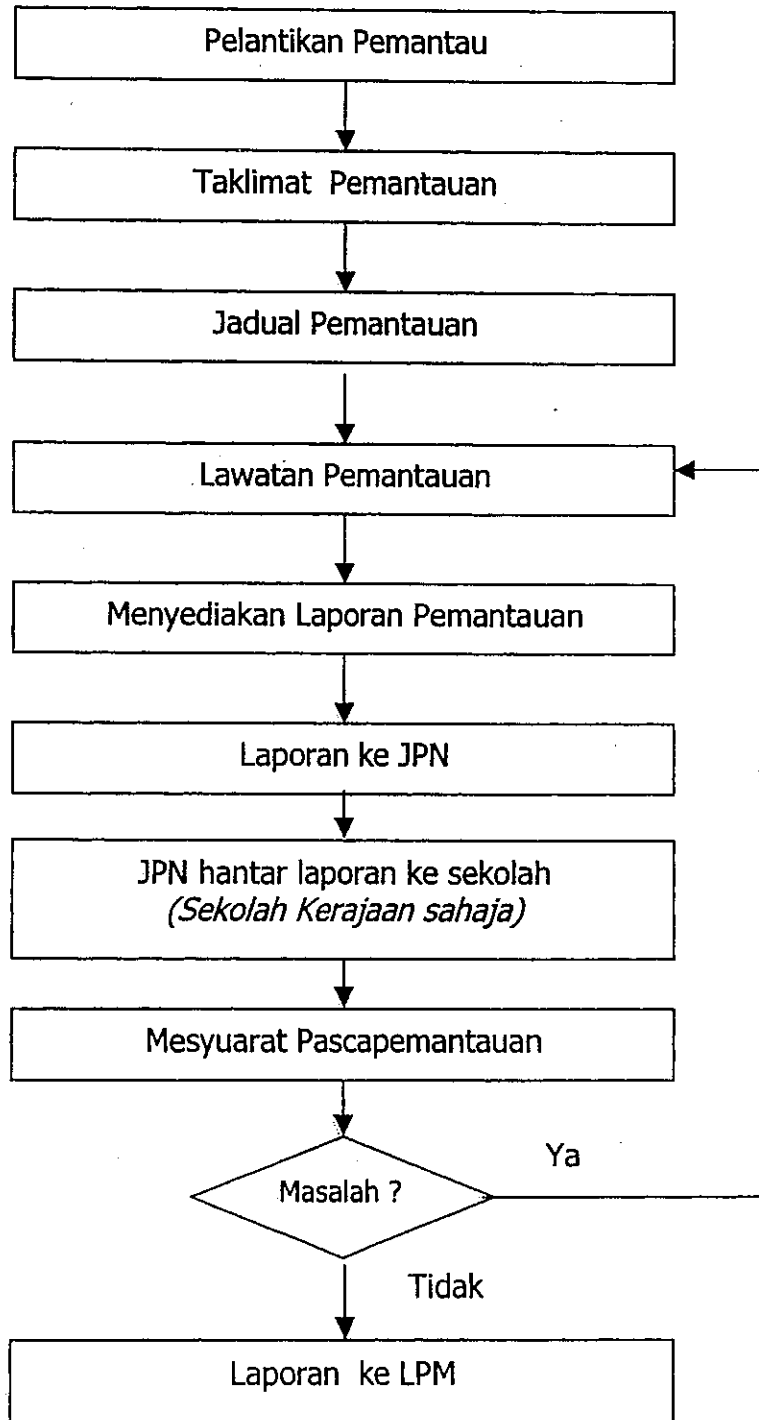 Pelantikan Pemantau
Taklimat Pemantauan
Jadual Pemantauan
Lawatan Pemantauan
Menyediakan Laporan Pemantauan
Laporan ke JPN
JPN hantar laporan ke sekolah
(Sekolah Kerajaan sahaja)
Mesyuarat Pascapemantauan
Masalah ?
Ya
Tidak
Laporan ke LPM